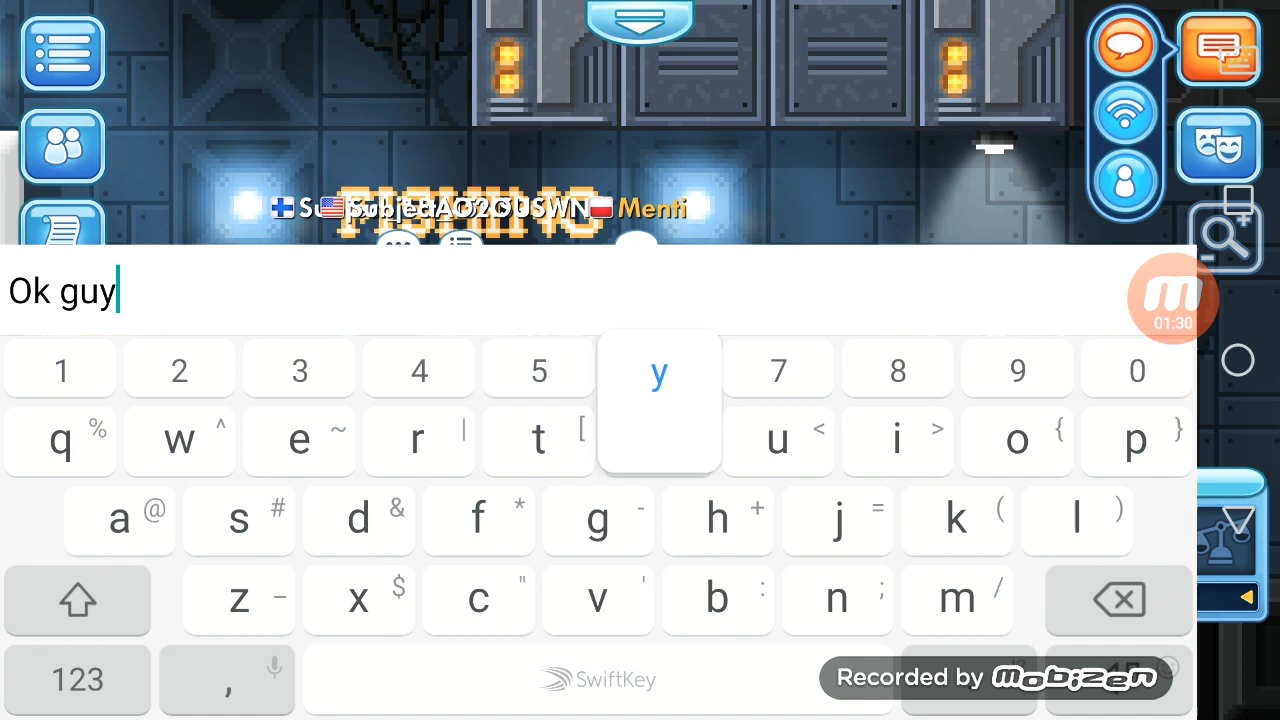 FISHING
Menti
Ok guy
01:30
1 2 3 4 5 y 7 8 9 0
q % w ^ e ~ r | t [ u < i > o { p }
a @ s # d & f * g - h + j = k ( l )
z _ x $ c " v ' b : n ; m /
123 , SwiftKey
Recorded by mobizen